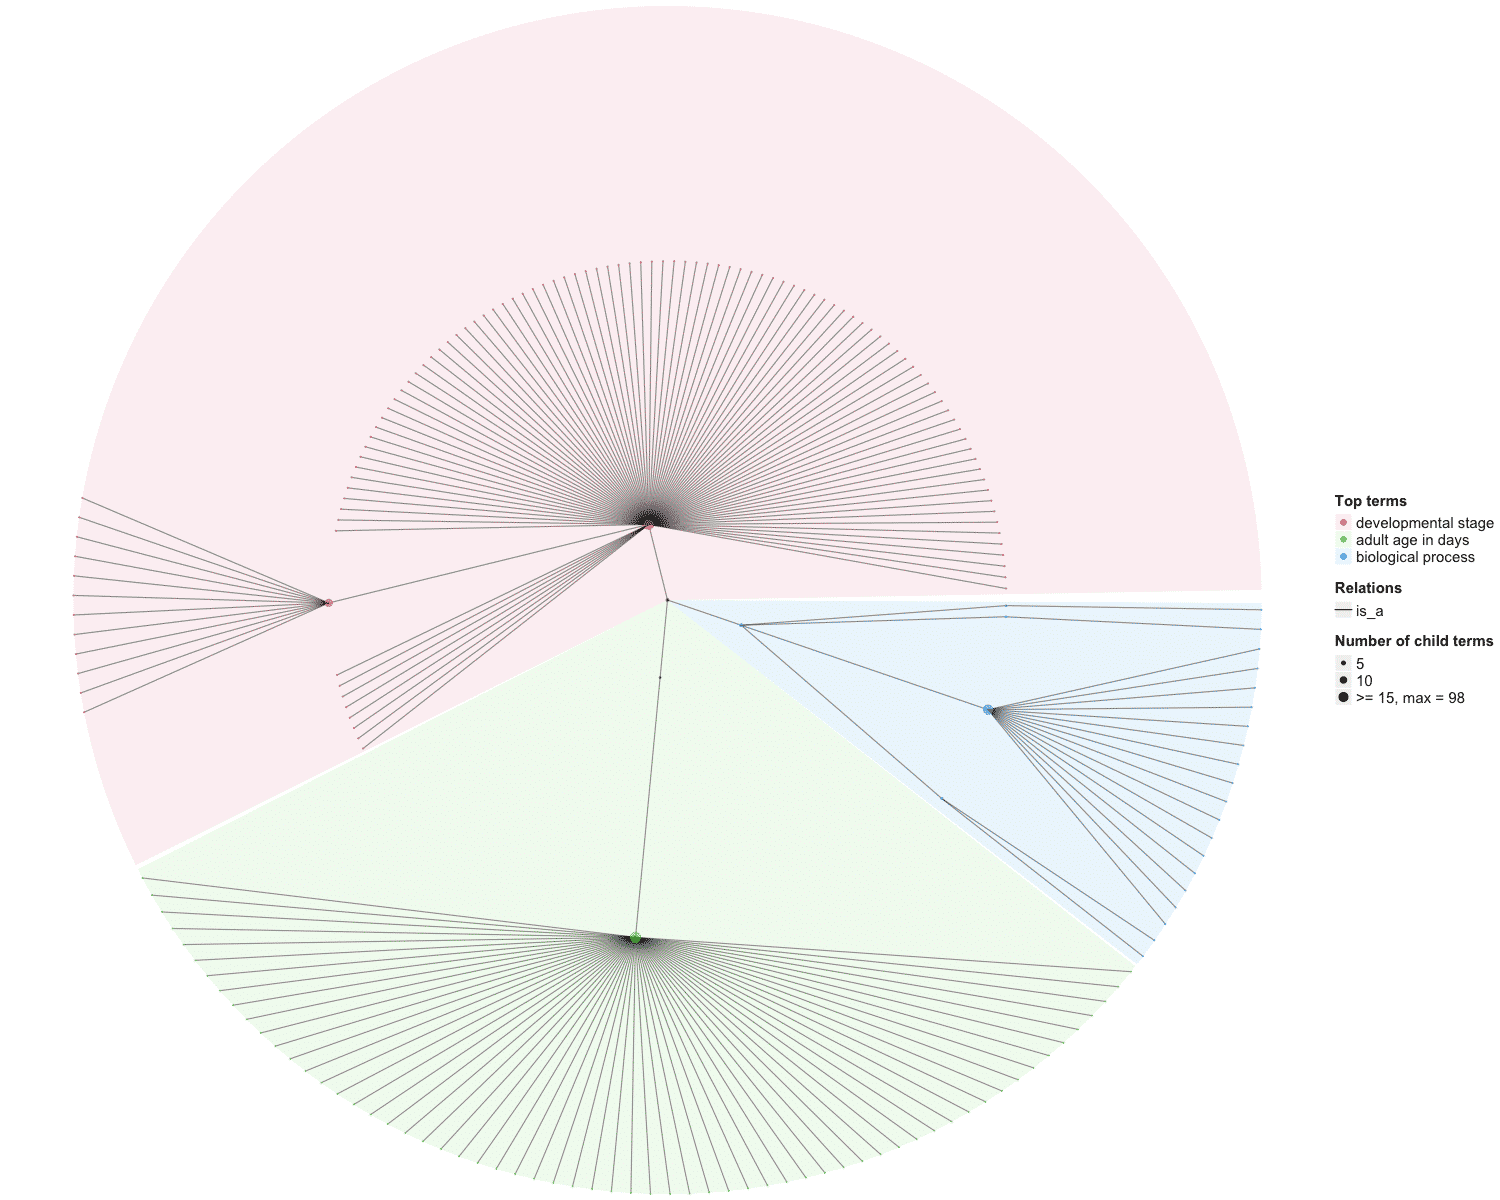 Top terms
developmental stage
adult age in days
biological process
Relations
is_a
Number of child terms
5
10
>= 15, max = 98